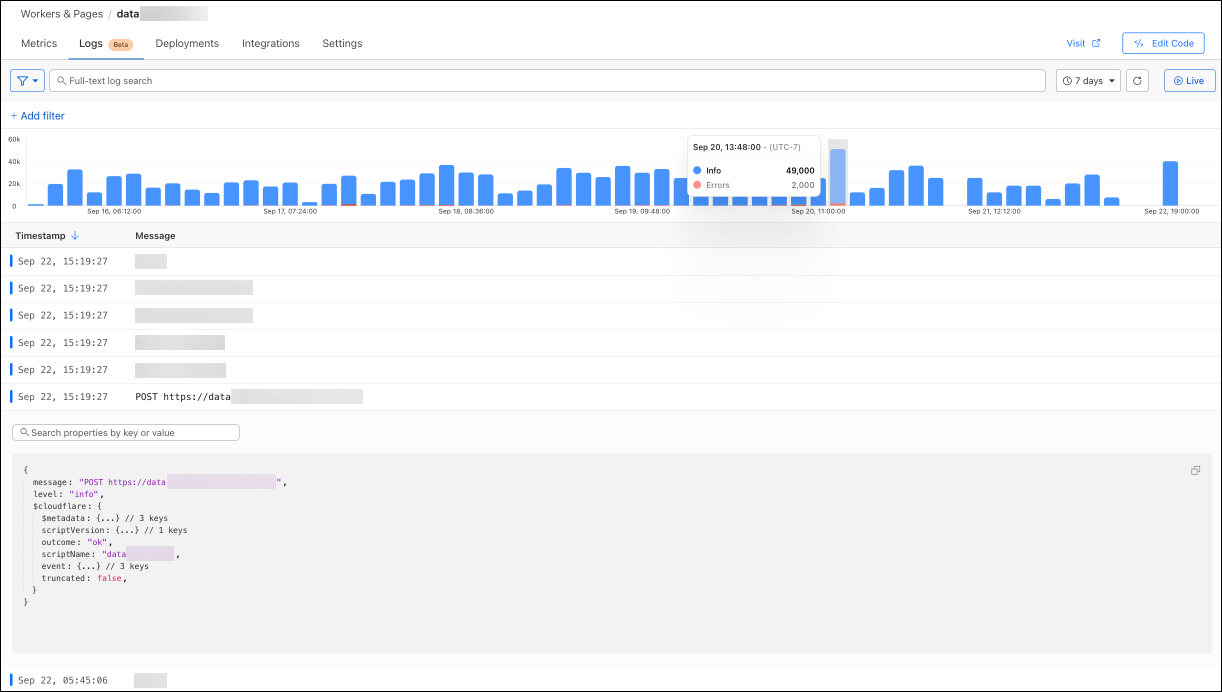 Workers & Pages / data
Metrics Logs Beta Deployments Integrations Settings Visit Edit Code
Full-text log search 7 days Live
+ Add filter
60k
40k
20k
0
Sep 20, 13:48:00 - (UTC-7)
Info 49,000
Errors 2,000
Sep 16, 06:12:00 Sep 17, 07:24:00 Sep 18, 08:36:00 Sep 19, 09:48:00 Sep 20, 11:00:00 Sep 21, 12:12:00 Sep 22, 19:00:00
Timestamp Message
Sep 22, 15:19:27
Sep 22, 15:19:27
Sep 22, 15:19:27
Sep 22, 15:19:27
Sep 22, 15:19:27
Sep 22, 15:19:27 POST https://data
Search properties by key or value
{
message: "POST https://data ",
level: "info",
$cloudflare: {
$metadata: {...} // 3 keys
scriptVersion: {...} // 1 keys
outcome: "ok",
scriptName: "data ,
event: {...} // 3 keys
truncated: false,
}
}
Sep 22, 05:45:06